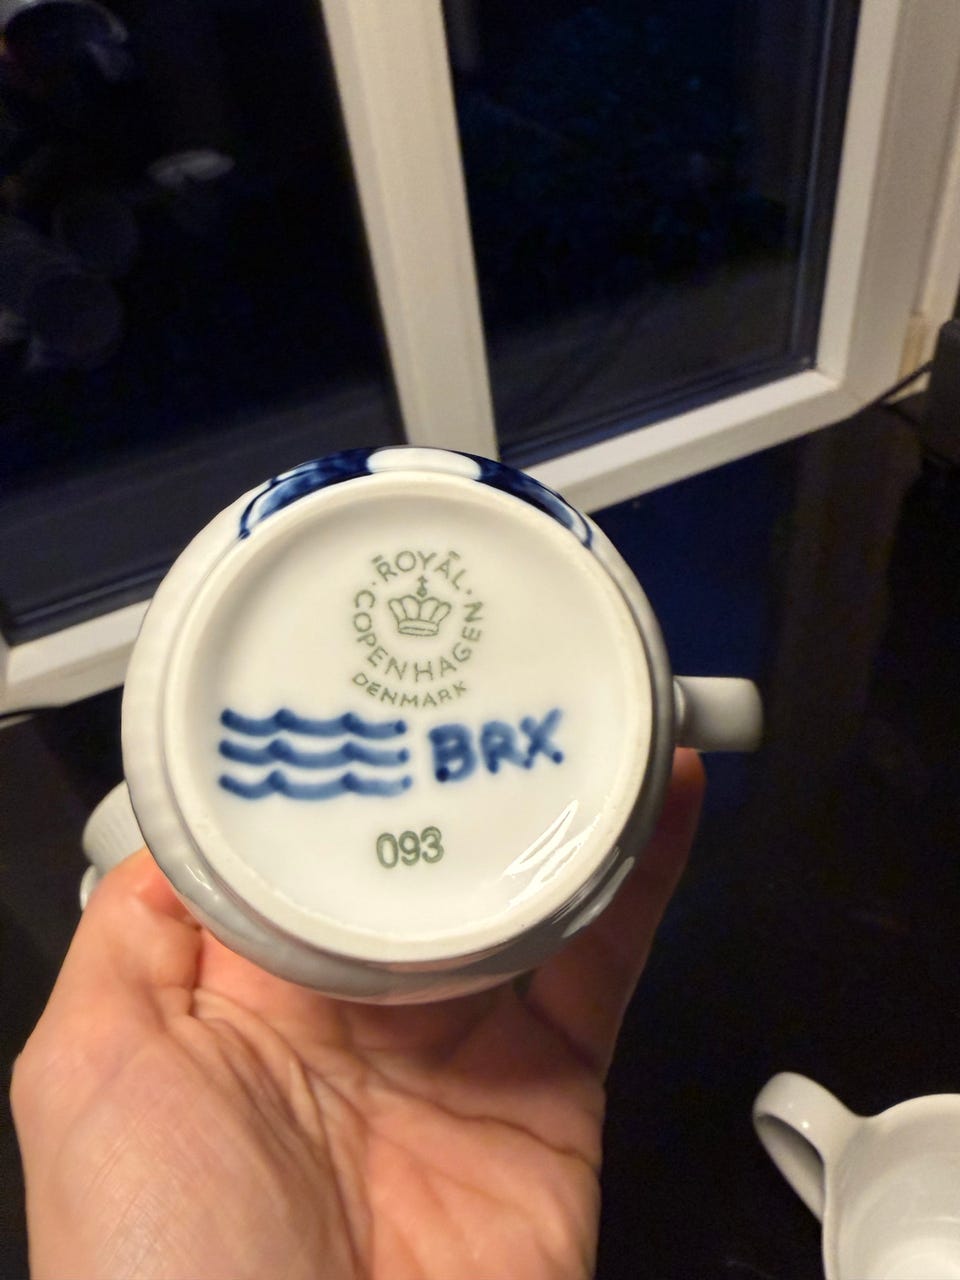 ROYAL
COPENHAGEN
DENMARK
BRX
093